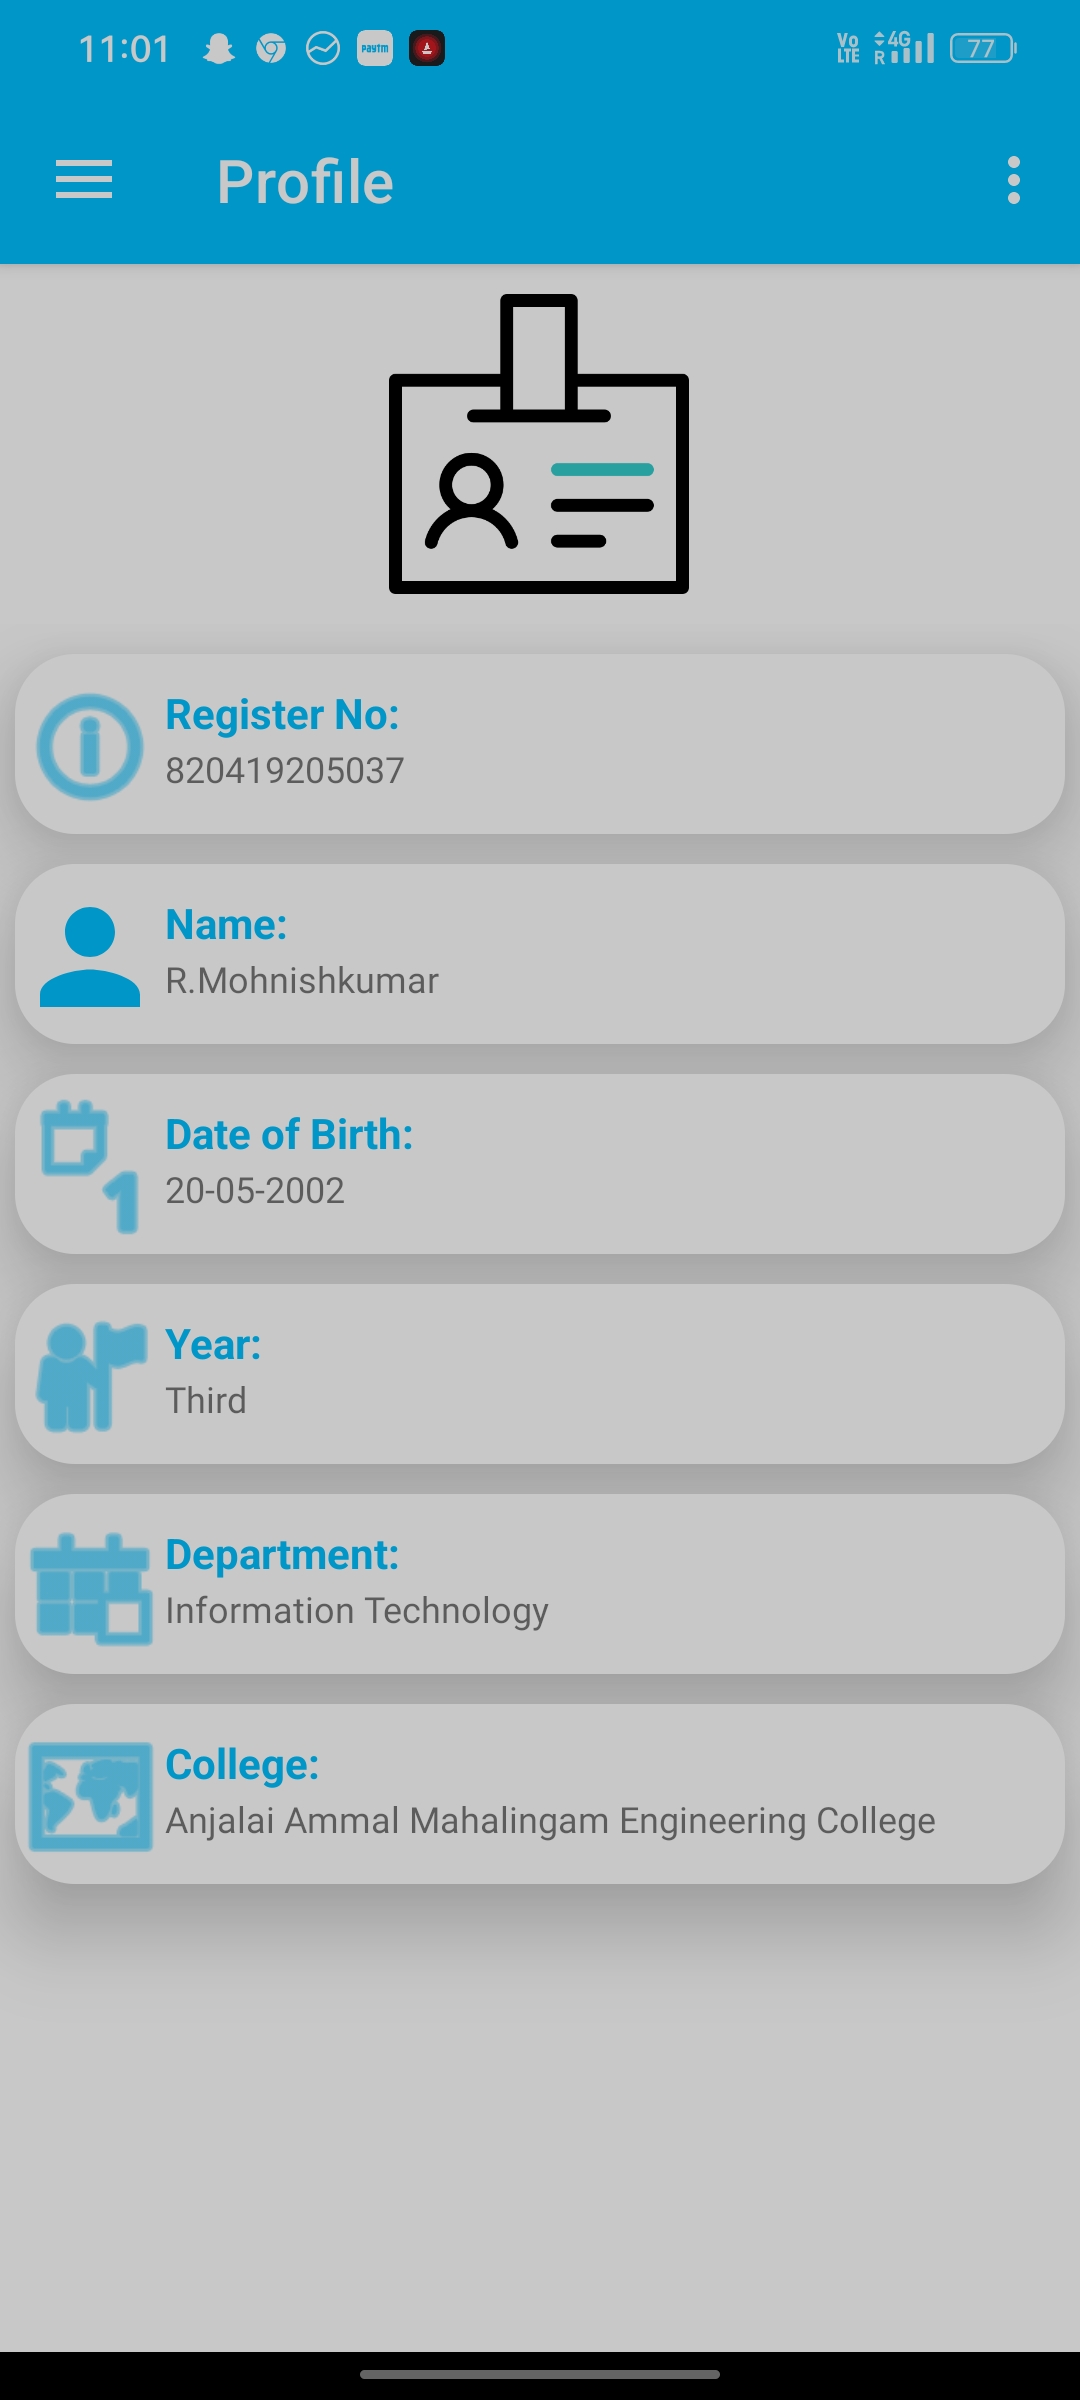 11:01 paytm Vo LTE 4G R 77
Profile
Register No:
820419205037
Name:
R.Mohnishkumar
Date of Birth:
20-05-2002
Year:
Third
Department:
Information Technology
College:
Anjalai Ammal Mahalingam Engineering College